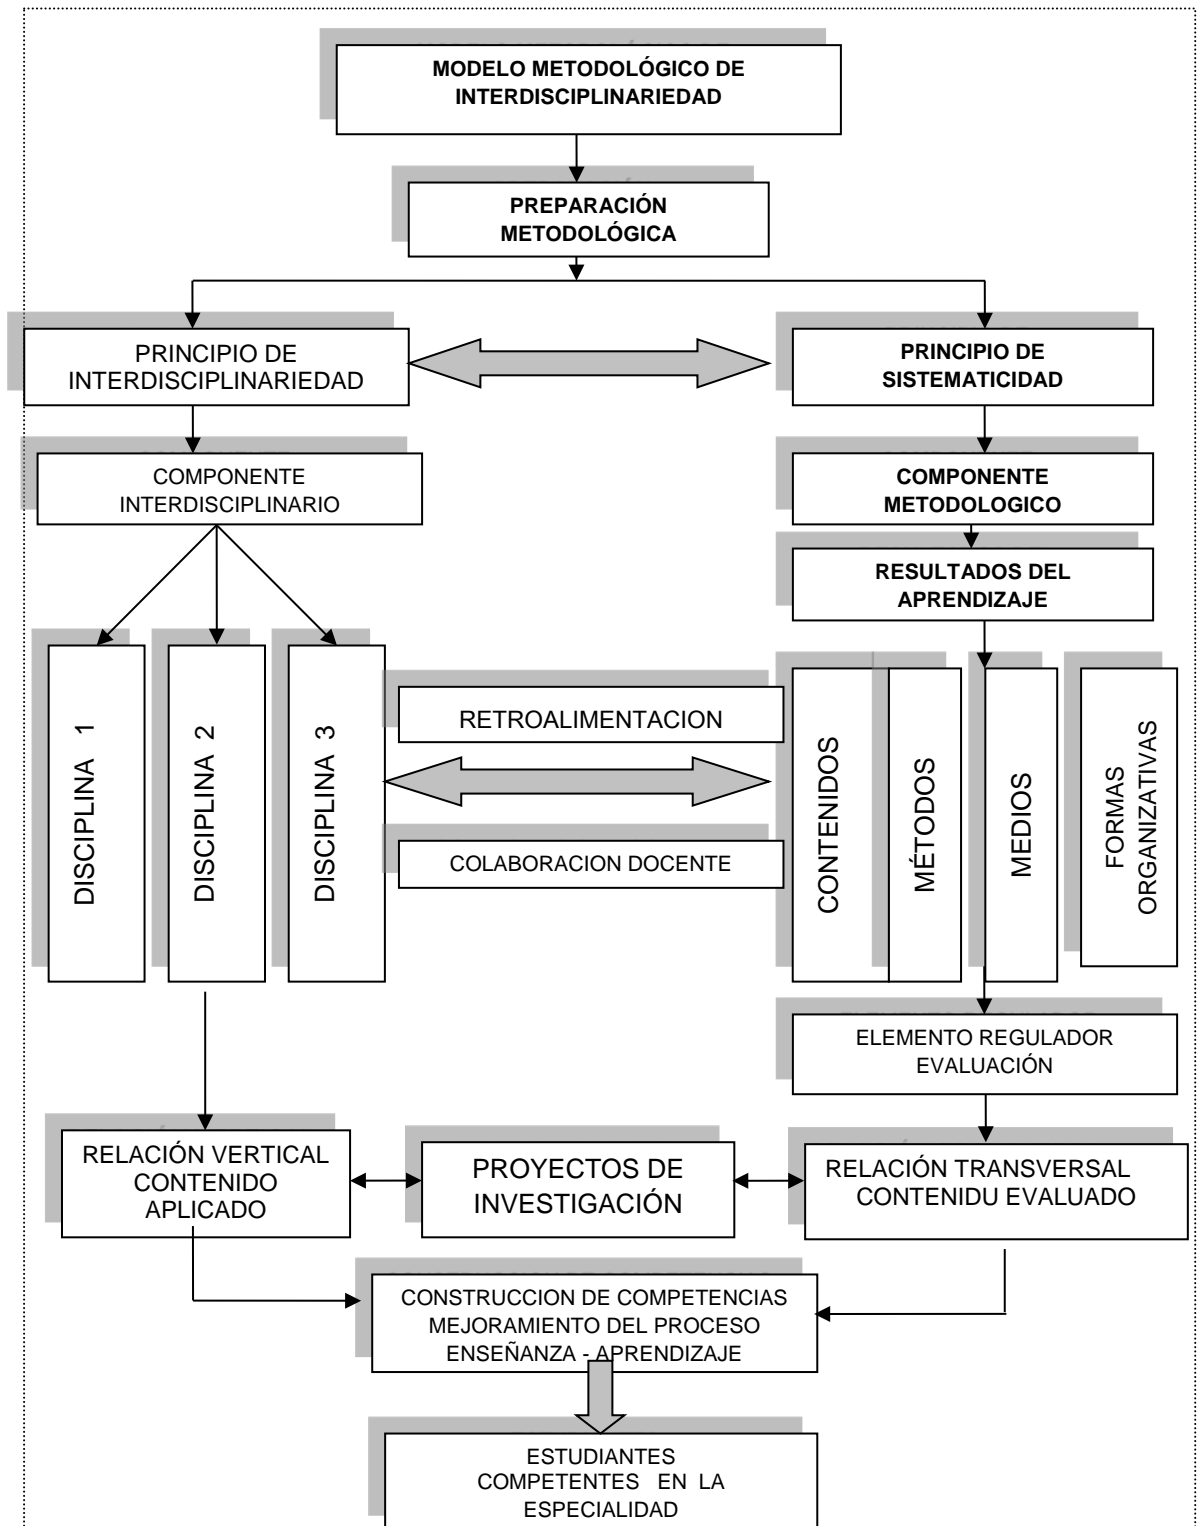 MODELO METODOLÓGICO DE
INTERDISCIPLINARIEDAD
PREPARACIÓN
METODOLÓGICA
PRINCIPIO DE
INTERDISCIPLINARIEDAD
PRINCIPIO DE
SISTEMATICIDAD
COMPONENTE
INTERDISCIPLINARIO
COMPONENTE
METODOLOGICO
RESULTADOS DEL
APRENDIZAJE
DISCIPLINA 1
DISCIPLINA 2
DISCIPLINA 3
RETROALIMENTACION
COLABORACION DOCENTE
CONTENIDOS
MÉTODOS
MEDIOS
FORMAS
ORGANIZATIVAS
ELEMENTO REGULADOR
EVALUACIÓN
RELACIÓN VERTICAL
CONTENIDO
APLICADO
PROYECTOS DE
INVESTIGACIÓN
RELACIÓN TRANSVERSAL
CONTENIDU EVALUADO
CONSTRUCCION DE COMPETENCIAS
MEJORAMIENTO DEL PROCESO
ENSEÑANZA - APRENDIZAJE
ESTUDIANTES
COMPETENTES EN LA
ESPECIALIDAD